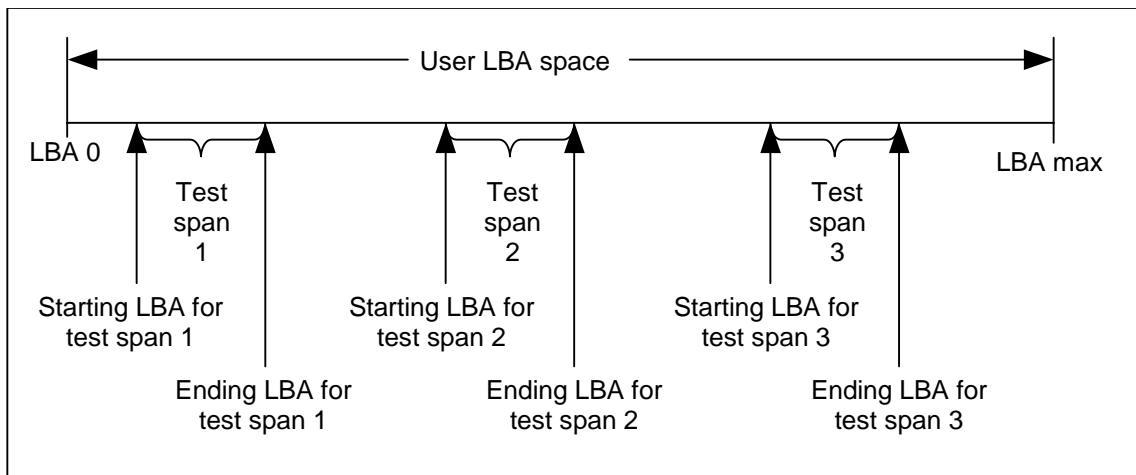 User LBA space
LBA 0
LBA max
Test
span
1
Test
span
2
Test
span
3
Starting LBA for
test span 1
Starting LBA for
test span 2
Starting LBA for
test span 3
Ending LBA for
test span 1
Ending LBA for
test span 2
Ending LBA for
test span 3